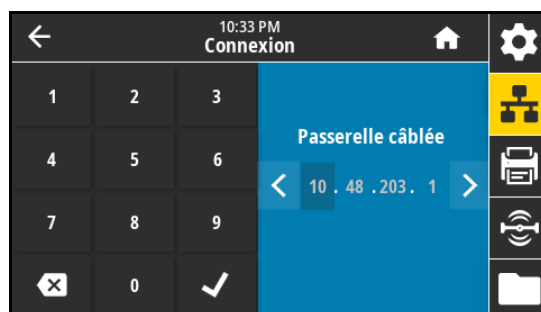 10:33 PM
Connexion
1 2 3
Passerelle câblée
4 5 6
10 . 48 . 203 . 1
7 8 9
0